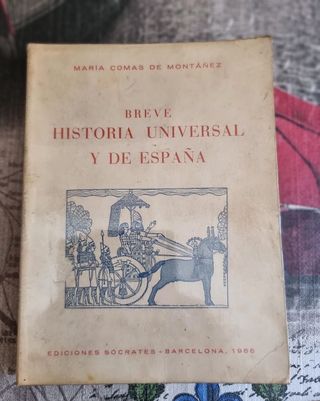 MARÍA COMAS DE MONTÁÑEZ
BREVE
HISTORIA UNIVERSAL
Y DE ESPAÑA
EDICIONES SÓCRATES - BARCELONA, 1966